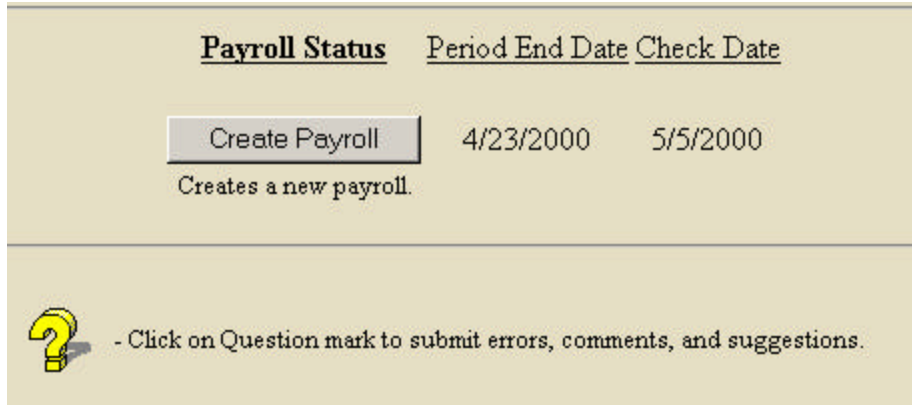 Payroll Status Period End Date Check Date
Create Payroll 4/23/2000 5/5/2000
Creates a new payroll.
- Click on Question mark to submit errors, comments, and suggestions.